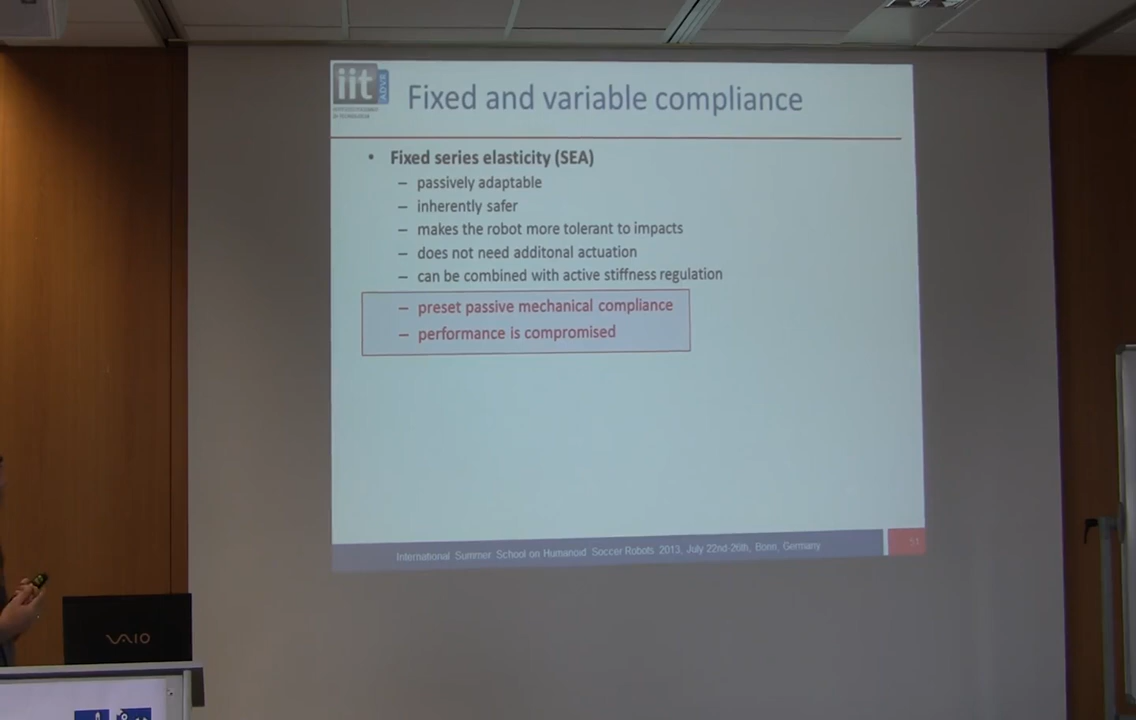 iit
ADVR
Fixed and variable compliance
• Fixed series elasticity (SEA)
– passively adaptable
– inherently safer
– makes the robot more tolerant to impacts
– does not need additonal actuation
– can be combined with active stiffness regulation
– preset passive mechanical compliance
– performance is compromised
International Summer School on Humanoid Soccer Robots 2013, July 22nd-26th, Bonn, Germany
51
VAIO